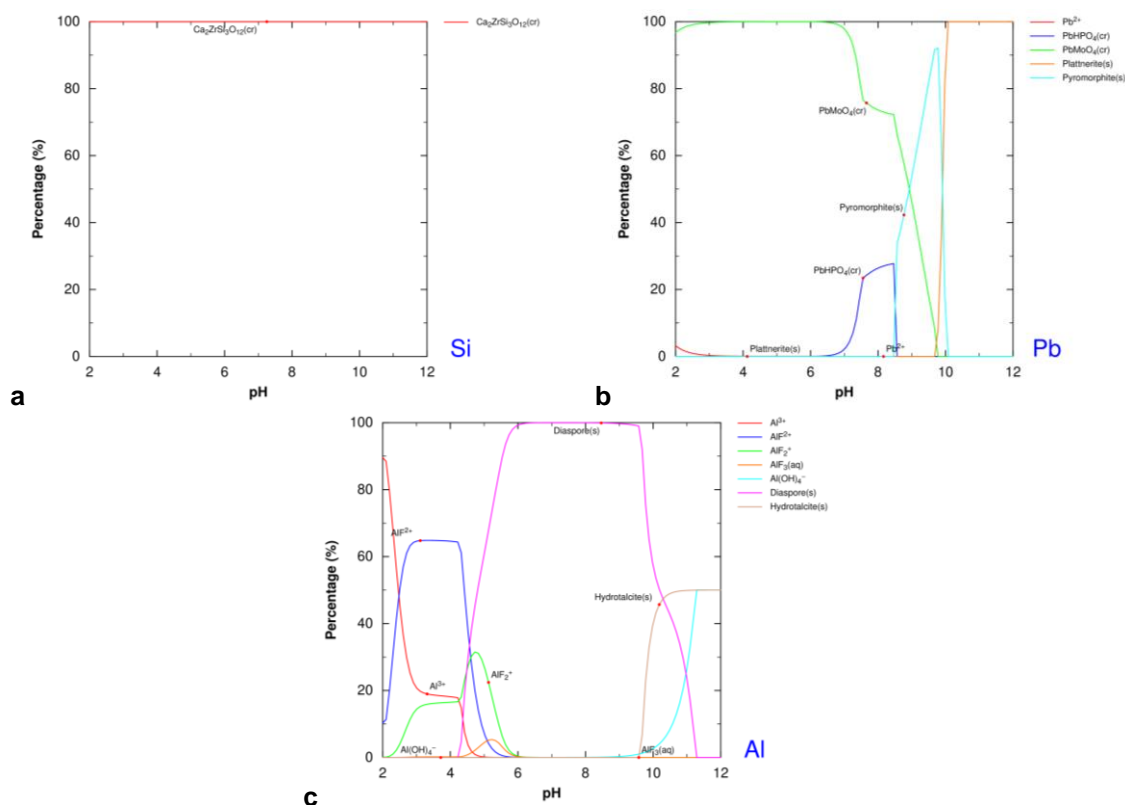 100
80
60
40
20
0
Percentage (%)
Ca₂ZrSi₃O₁₂(cr)
Ca₂ZrSi₃O₁₂(cr)
Si
2 4 6 8 10 12
pH
a
100
80
60
40
20
0
Percentage (%)
Pb²⁺
PbHPO₄(cr)
PbMoO₄(cr)
Plattnerite(s)
Pyromorphite(s)
PbMoO₄(cr)
Pyromorphite(s)
PbHPO₄(cr)
Plattnerite(s)
Pb²⁺
Pb
2 4 6 8 10 12
pH
b
100
80
60
40
20
0
Percentage (%)
Al³⁺
AlF²⁺
AlF₂⁺
AlF₃(aq)
Al(OH)₄⁻
Diaspore(s)
Hydrotalcite(s)
Diaspore(s)
AlF²⁺
Hydrotalcite(s)
Al³⁺
AlF₂⁺
Al(OH)₄⁻
AlF₃(aq)
Al
2 4 6 8 10 12
pH
c